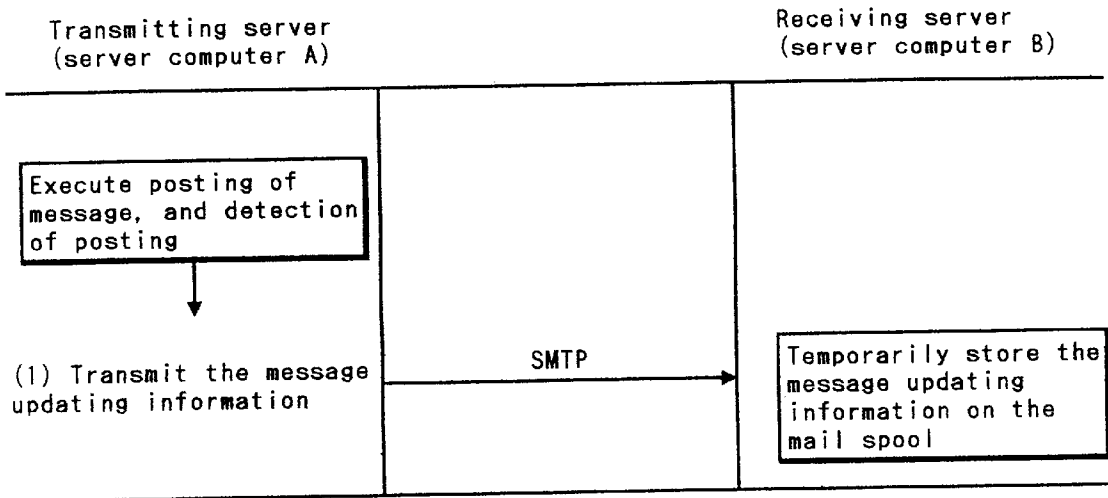 Transmitting server
(server computer A)
Receiving server
(server computer B)
Execute posting of
message, and detection
of posting
(1) Transmit the message
updating information
SMTP
Temporarily store the
message updating
information on the
mail spool